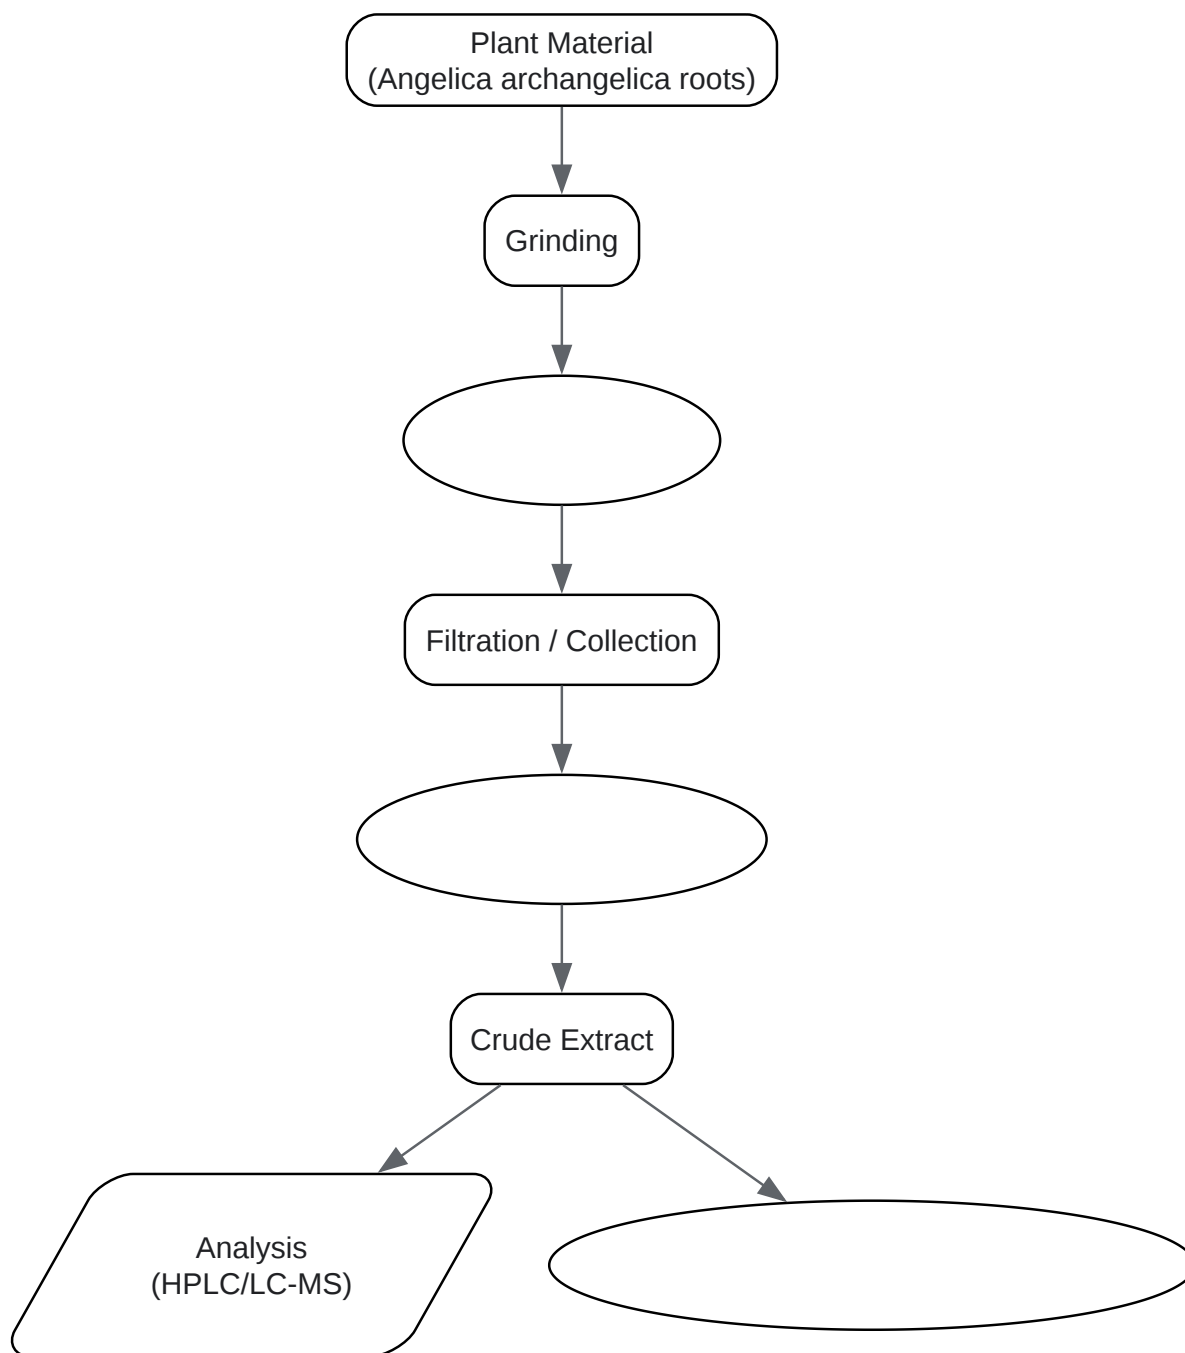 Plant Material
(Angelica archangelica roots)
Grinding
Filtration / Collection
Crude Extract
Analysis
(HPLC/LC-MS)